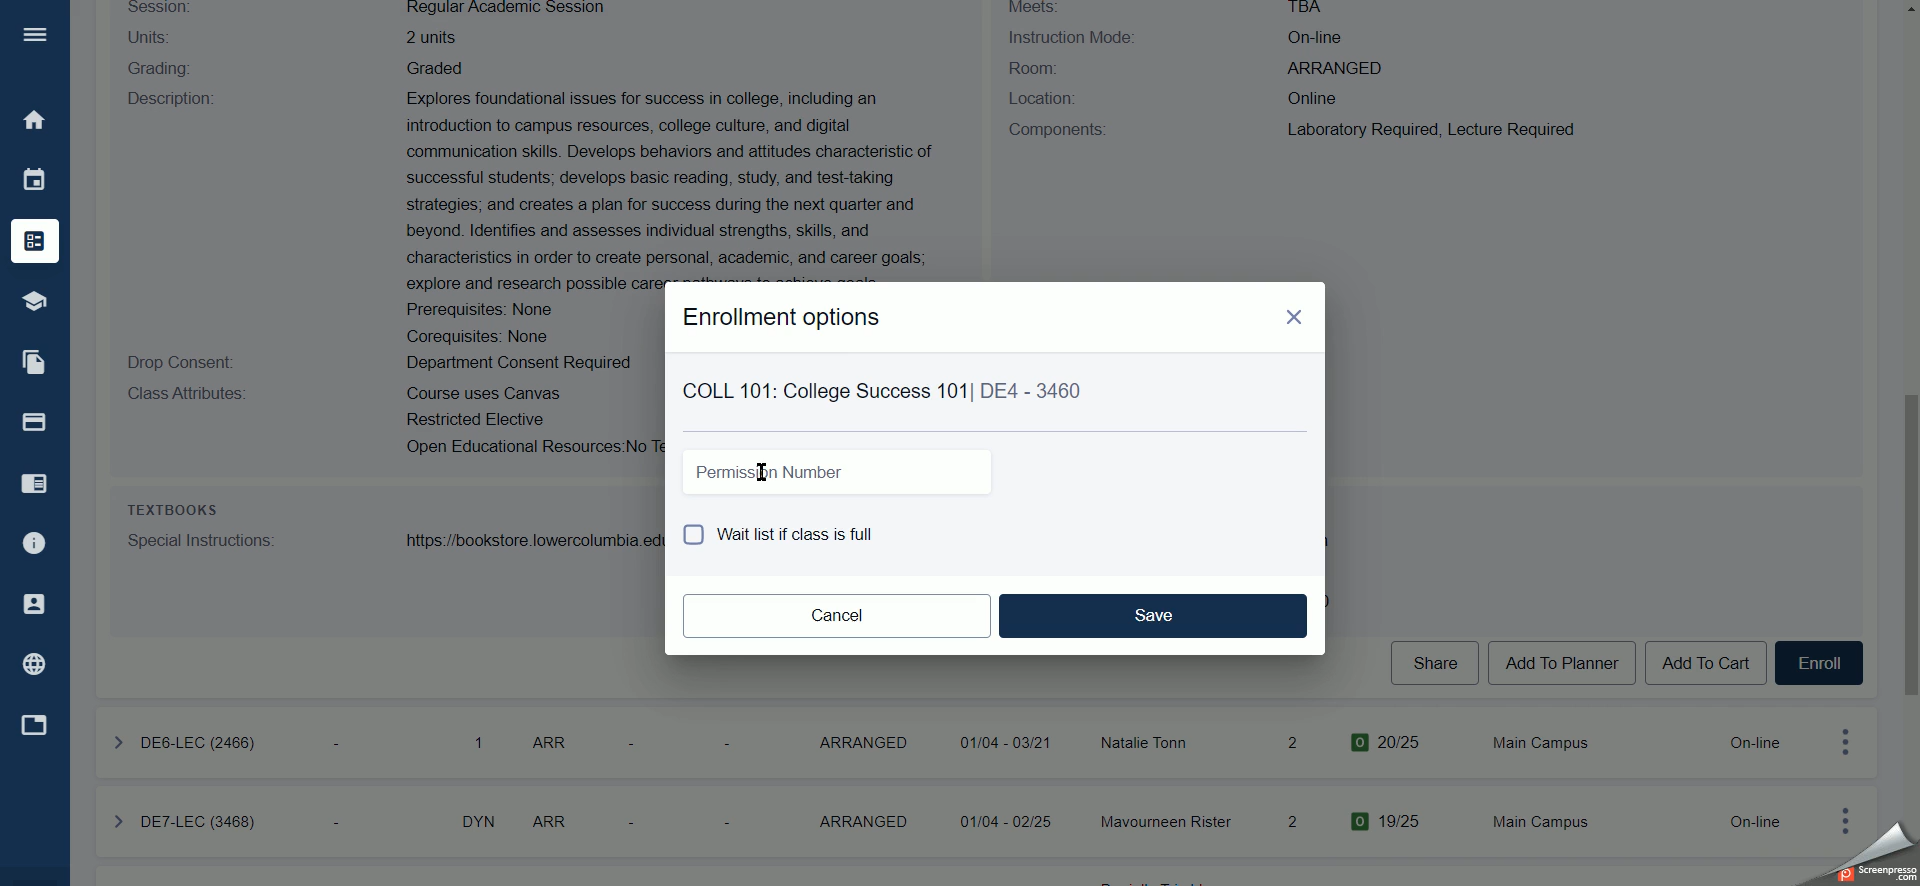 Session: Regular Academic Session
Units: 2 units
Grading: Graded
Description: Explores foundational issues for success in college, including an
introduction to campus resources, college culture, and digital
communication skills. Develops behaviors and attitudes characteristic of
successful students; develops basic reading, study, and test-taking
strategies; and creates a plan for success during the next quarter and
beyond. Identifies and assesses individual strengths, skills, and
characteristics in order to create personal, academic, and career goals;
explore and research possible career pathways to achieve goals.
Prerequisites: None
Corequisites: None
Drop Consent: Department Consent Required
Class Attributes: Course uses Canvas
Restricted Elective
Open Educational Resources:No Te
Meets: TBA
Instruction Mode: On-line
Room: ARRANGED
Location: Online
Components: Laboratory Required, Lecture Required
TEXTBOOKS
Special Instructions: https://bookstore.lowercolumbia.edu
Enrollment options
COLL 101: College Success 101| DE4 - 3460
Permission Number
Wait list if class is full
Cancel Save
Share Add To Planner Add To Cart Enroll
DE6-LEC (2466) - 1 ARR - - ARRANGED 01/04 - 03/21 Natalie Tonn 2 O 20/25 Main Campus On-line
DE7-LEC (3468) - DYN ARR - - ARRANGED 01/04 - 02/25 Mavourneen Rister 2 O 19/25 Main Campus On-line
Screenpresso
.com